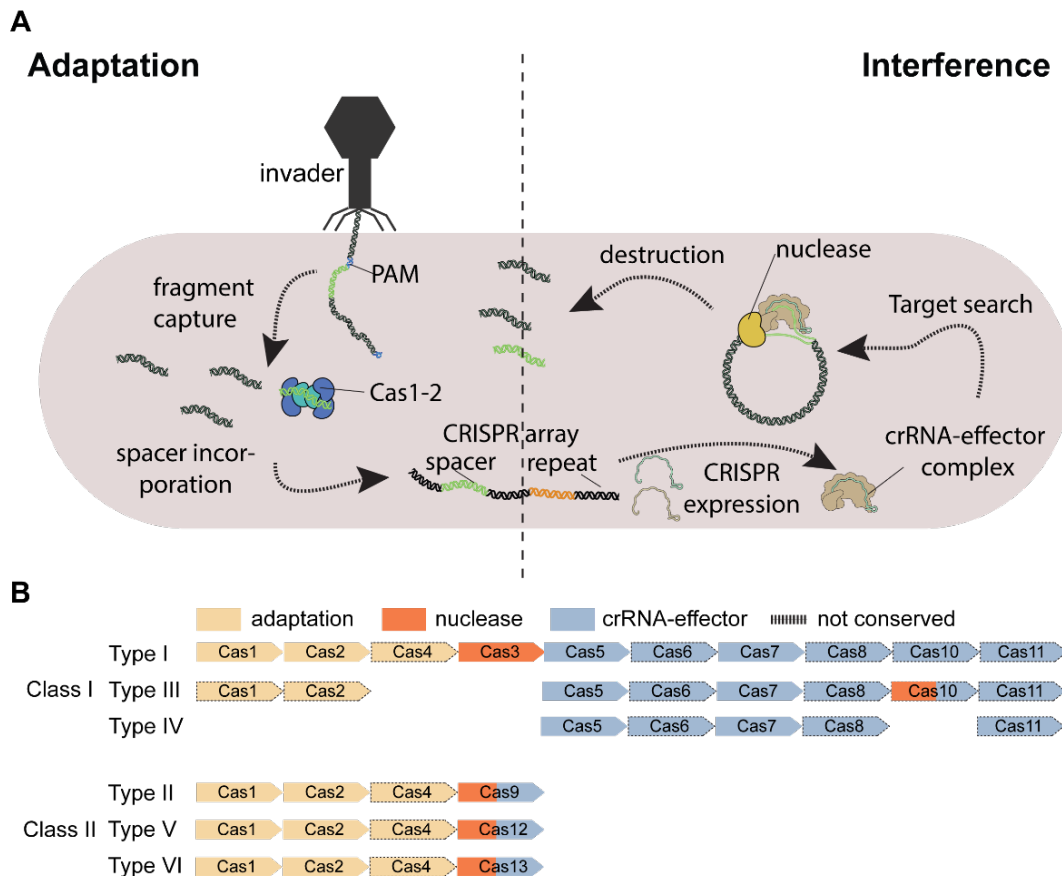 A
Adaptation
Interference
invader
PAM
fragment
capture
Cas1-2
spacer incor-
poration
CRISPR array
spacer
repeat
destruction
nuclease
Target search
crRNA-effector
complex
CRISPR
expression
B
adaptation nuclease crRNA-effector not conserved
Class I
Type I Cas1 Cas2 Cas4 Cas3 Cas5 Cas6 Cas7 Cas8 Cas10 Cas11
Type III Cas1 Cas2 Cas5 Cas6 Cas7 Cas8 Cas10 Cas11
Type IV Cas5 Cas6 Cas7 Cas8 Cas11
Class II
Type II Cas1 Cas2 Cas4 Cas9
Type V Cas1 Cas2 Cas4 Cas12
Type VI Cas1 Cas2 Cas4 Cas13